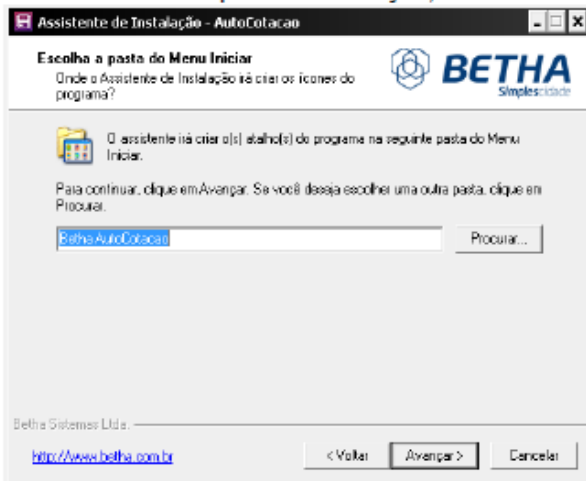 Assistente de Instalação - AutoCotacao
Escolha a pasta do Menu Iniciar
Onde o Assistente de Instalação irá criar os ícones do
programa?
BETHA
Simplescidade
O assistente irá criar o(s) atalho(s) do programa na seguinte pasta do Menu
Iniciar.
Para continuar, clique em Avançar. Se você deseja escolher uma outra pasta, clique em
Procurar.
Betha AutoCotacao
Procurar...
Betha Sistemas Ltda.
http://www.betha.com.br
< Voltar
Avançar >
Cancelar